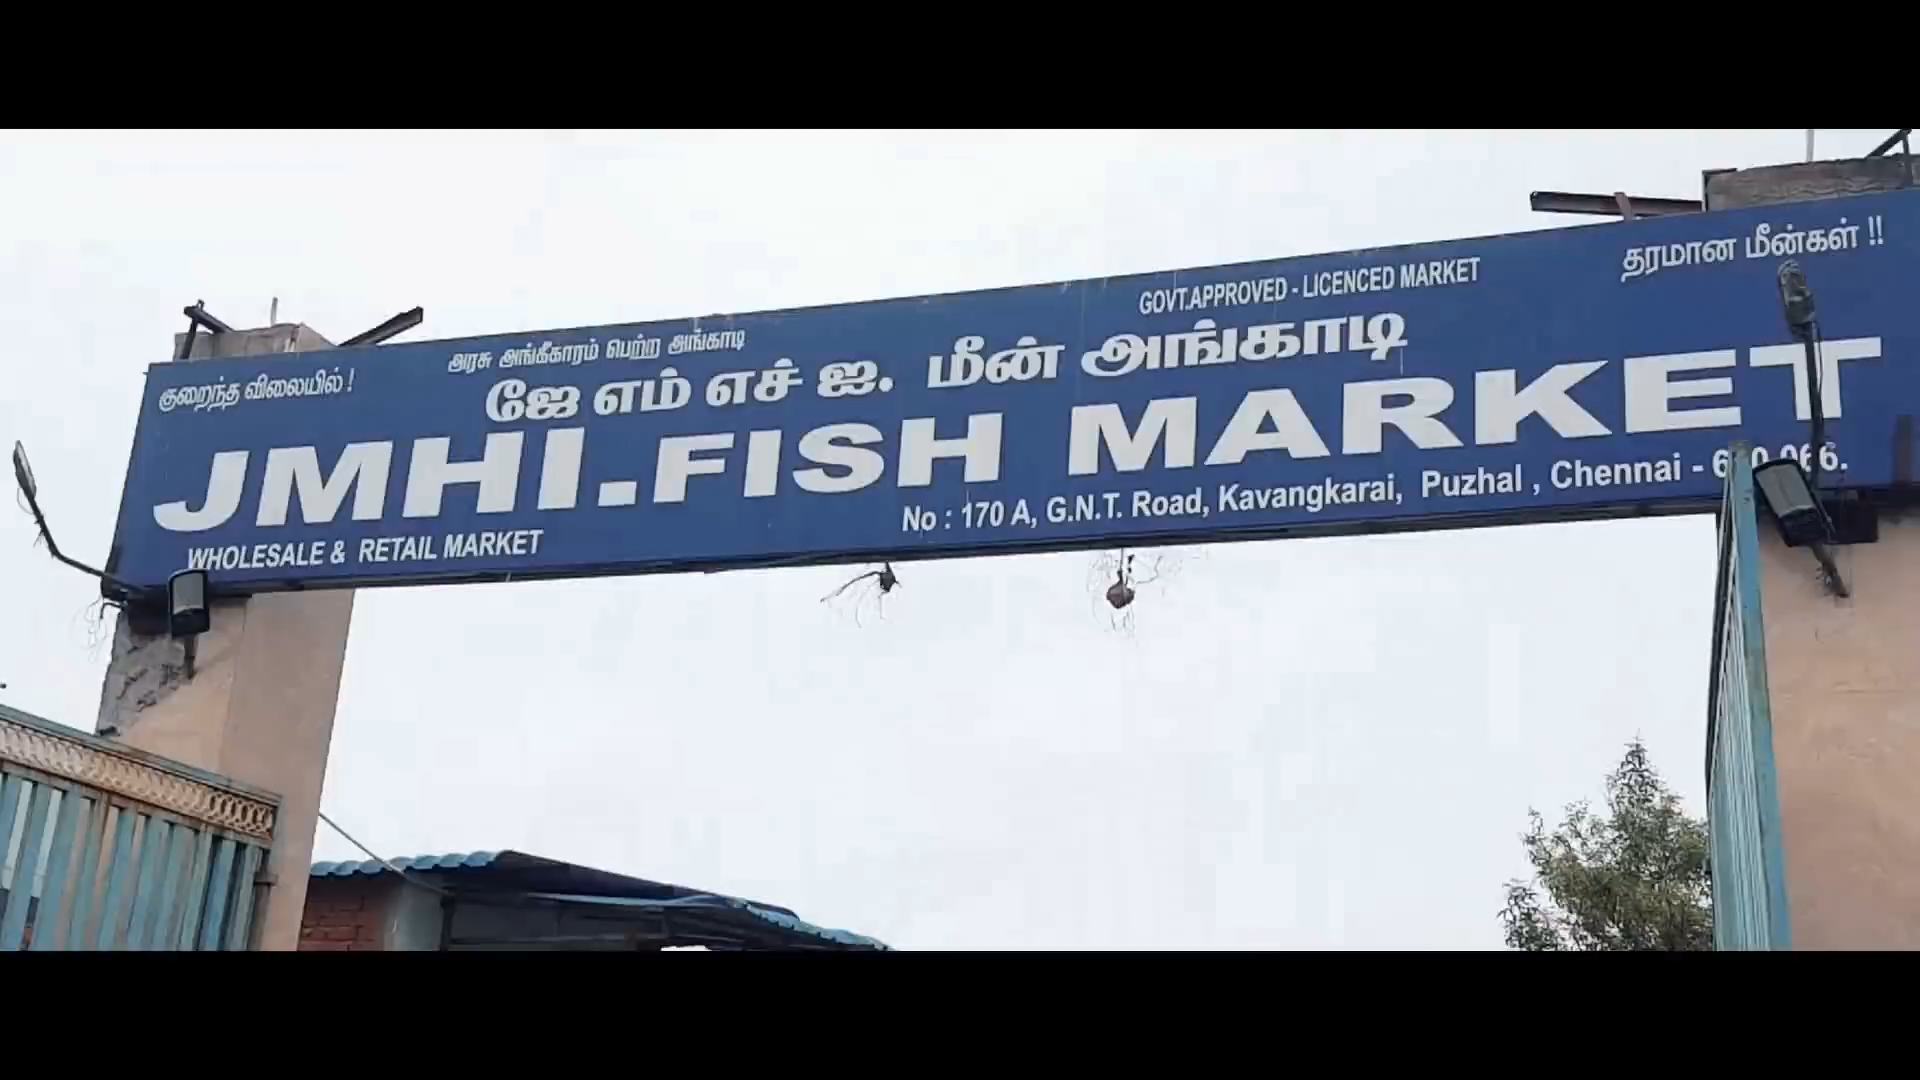 குறைந்த விலையில் !
அரசு அங்கீகாரம் பெற்ற அங்காடி
GOVT.APPROVED - LICENCED MARKET
தரமான மீன்கள் !!
ஜே எம் எச் ஐ. மீன் அங்காடி
JMHI.FISH MARKET
WHOLESALE & RETAIL MARKET
No : 170 A, G.N.T. Road, Kavangkarai, Puzhal , Chennai -